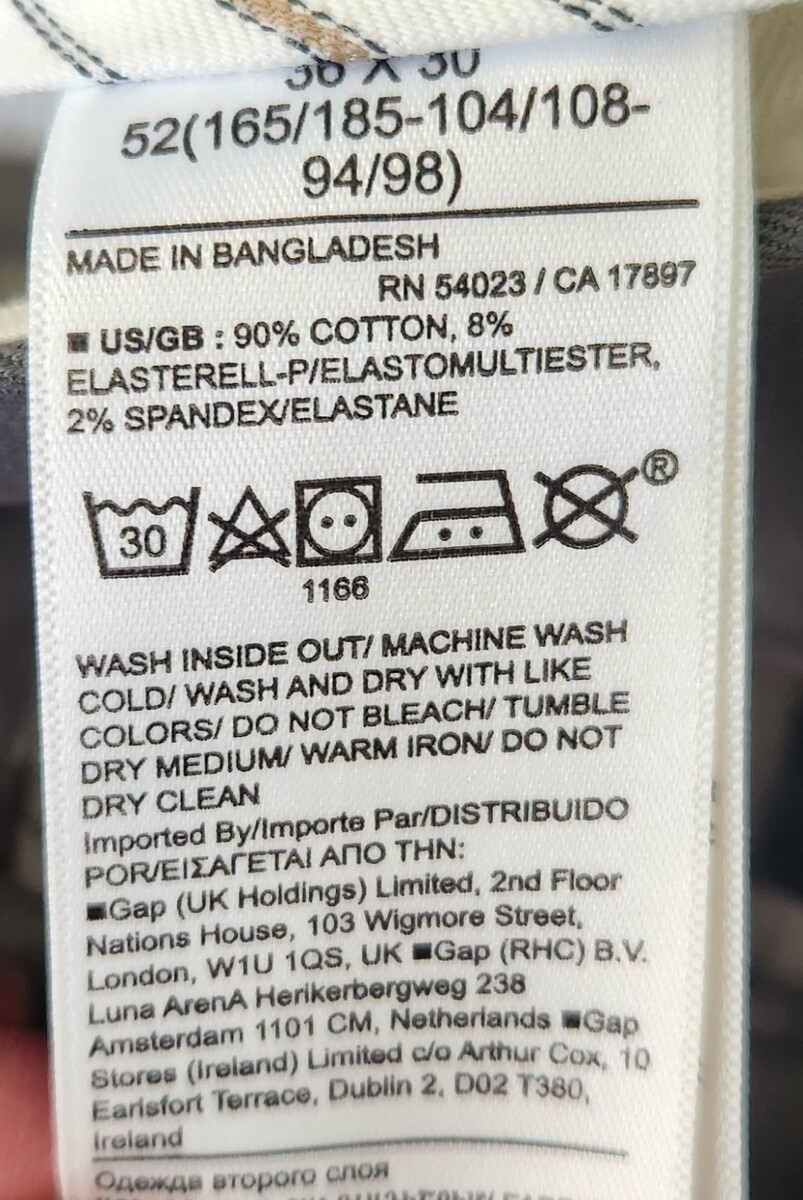 36 X 30
52(165/185-104/108-
94/98)
MADE IN BANGLADESH
RN 54023 / CA 17897
■ US/GB : 90% COTTON, 8%
ELASTERELL-P/ELASTOMULTIESTER,
2% SPANDEX/ELASTANE
30
®
1166
WASH INSIDE OUT/ MACHINE WASH
COLD/ WASH AND DRY WITH LIKE
COLORS/ DO NOT BLEACH/ TUMBLE
DRY MEDIUM/ WARM IRON/ DO NOT
DRY CLEAN
Imported By/Importe Par/DISTRIBUIDO
POR/ΕΙΣΑΓΕΤΑΙ ΑΠΟ ΤΗΝ:
■Gap (UK Holdings) Limited, 2nd Floor
Nations House, 103 Wigmore Street,
London, W1U 1QS, UK ■Gap (RHC) B.V.
Luna ArenA Herikerbergweg 238
Amsterdam 1101 CM, Netherlands ■Gap
Stores (Ireland) Limited c/o Arthur Cox, 10
Earlsfort Terrace, Dublin 2, D02 T380,
Ireland
Одежда второго слоя